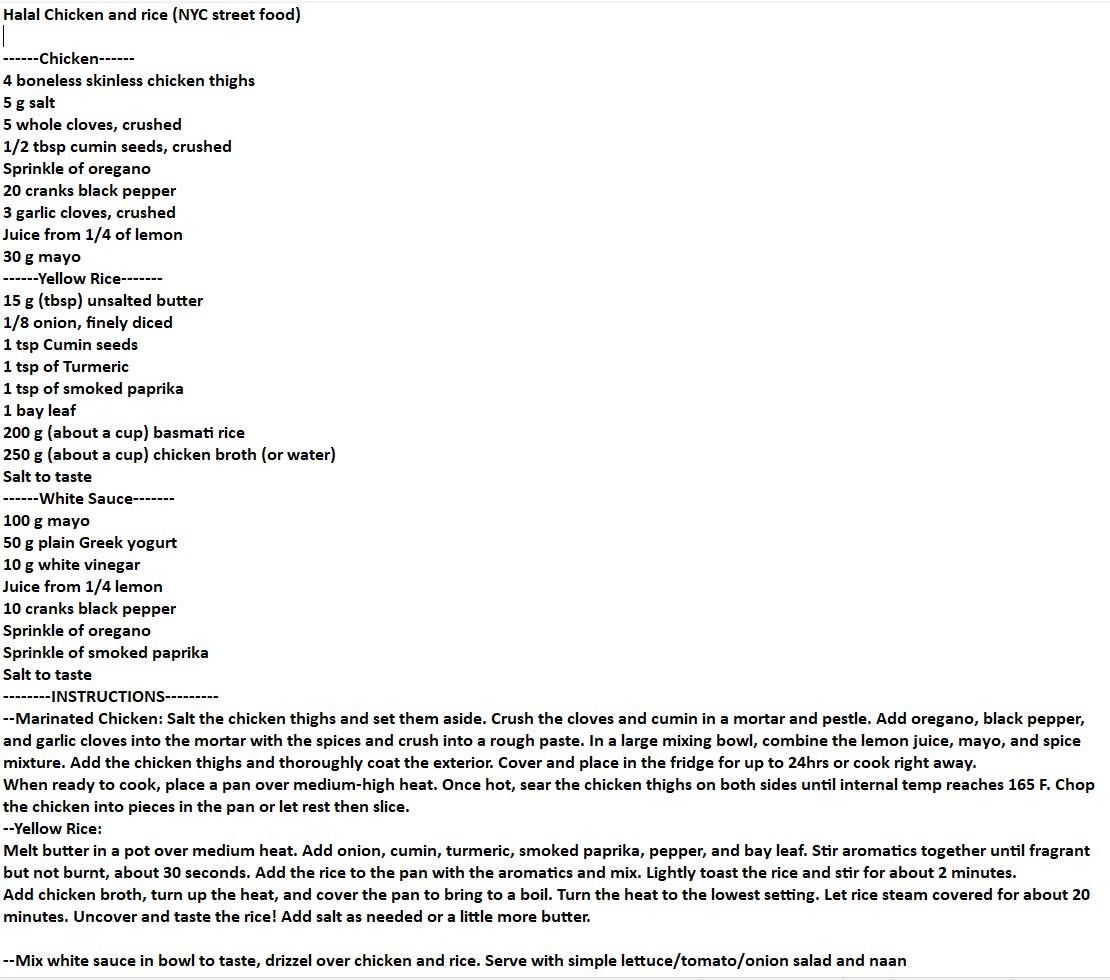 Halal Chicken and rice (NYC street food)
------Chicken------
4 boneless skinless chicken thighs
5 g salt
5 whole cloves, crushed
1/2 tbsp cumin seeds, crushed
Sprinkle of oregano
20 cranks black pepper
3 garlic cloves, crushed
Juice from 1/4 of lemon
30 g mayo
------Yellow Rice-------
15 g (tbsp) unsalted butter
1/8 onion, finely diced
1 tsp Cumin seeds
1 tsp of Turmeric
1 tsp of smoked paprika
1 bay leaf
200 g (about a cup) basmati rice
250 g (about a cup) chicken broth (or water)
Salt to taste
------White Sauce-------
100 g mayo
50 g plain Greek yogurt
10 g white vinegar
Juice from 1/4 lemon
10 cranks black pepper
Sprinkle of oregano
Sprinkle of smoked paprika
Salt to taste
--------INSTRUCTIONS---------
--Marinated Chicken: Salt the chicken thighs and set them aside. Crush the cloves and cumin in a mortar and pestle. Add oregano, black pepper,
and garlic cloves into the mortar with the spices and crush into a rough paste. In a large mixing bowl, combine the lemon juice, mayo, and spice
mixture. Add the chicken thighs and thoroughly coat the exterior. Cover and place in the fridge for up to 24hrs or cook right away.
When ready to cook, place a pan over medium-high heat. Once hot, sear the chicken thighs on both sides until internal temp reaches 165 F. Chop
the chicken into pieces in the pan or let rest then slice.
--Yellow Rice:
Melt butter in a pot over medium heat. Add onion, cumin, turmeric, smoked paprika, pepper, and bay leaf. Stir aromatics together until fragrant
but not burnt, about 30 seconds. Add the rice to the pan with the aromatics and mix. Lightly toast the rice and stir for about 2 minutes.
Add chicken broth, turn up the heat, and cover the pan to bring to a boil. Turn the heat to the lowest setting. Let rice steam covered for about 20
minutes. Uncover and taste the rice! Add salt as needed or a little more butter.
--Mix white sauce in bowl to taste, drizzel over chicken and rice. Serve with simple lettuce/tomato/onion salad and naan